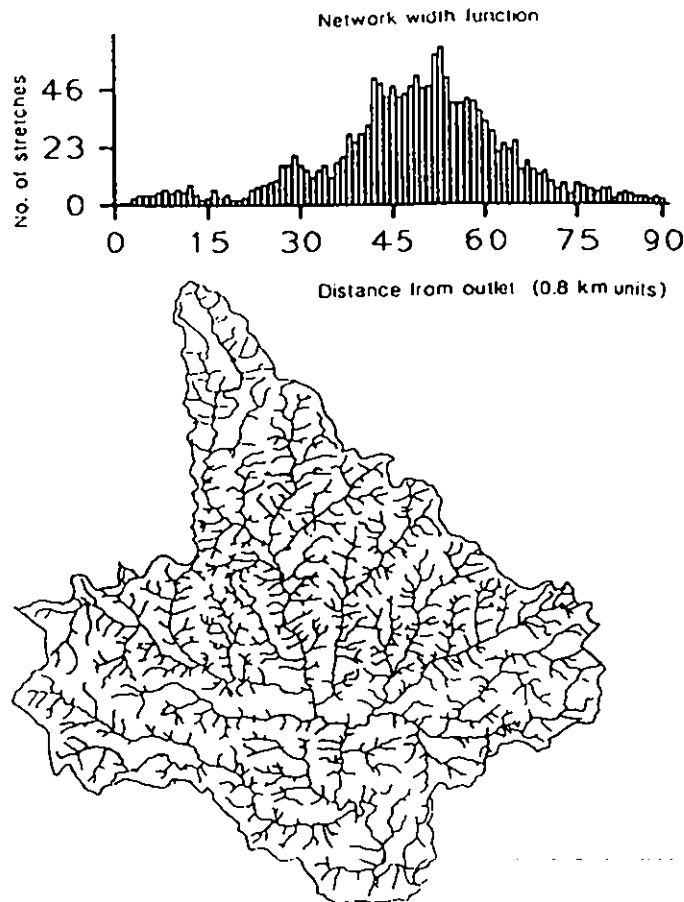 Network width function
No. of stretches
46
23
0
0 15 30 45 60 75 90
Distance from outlet (0.8 km units)